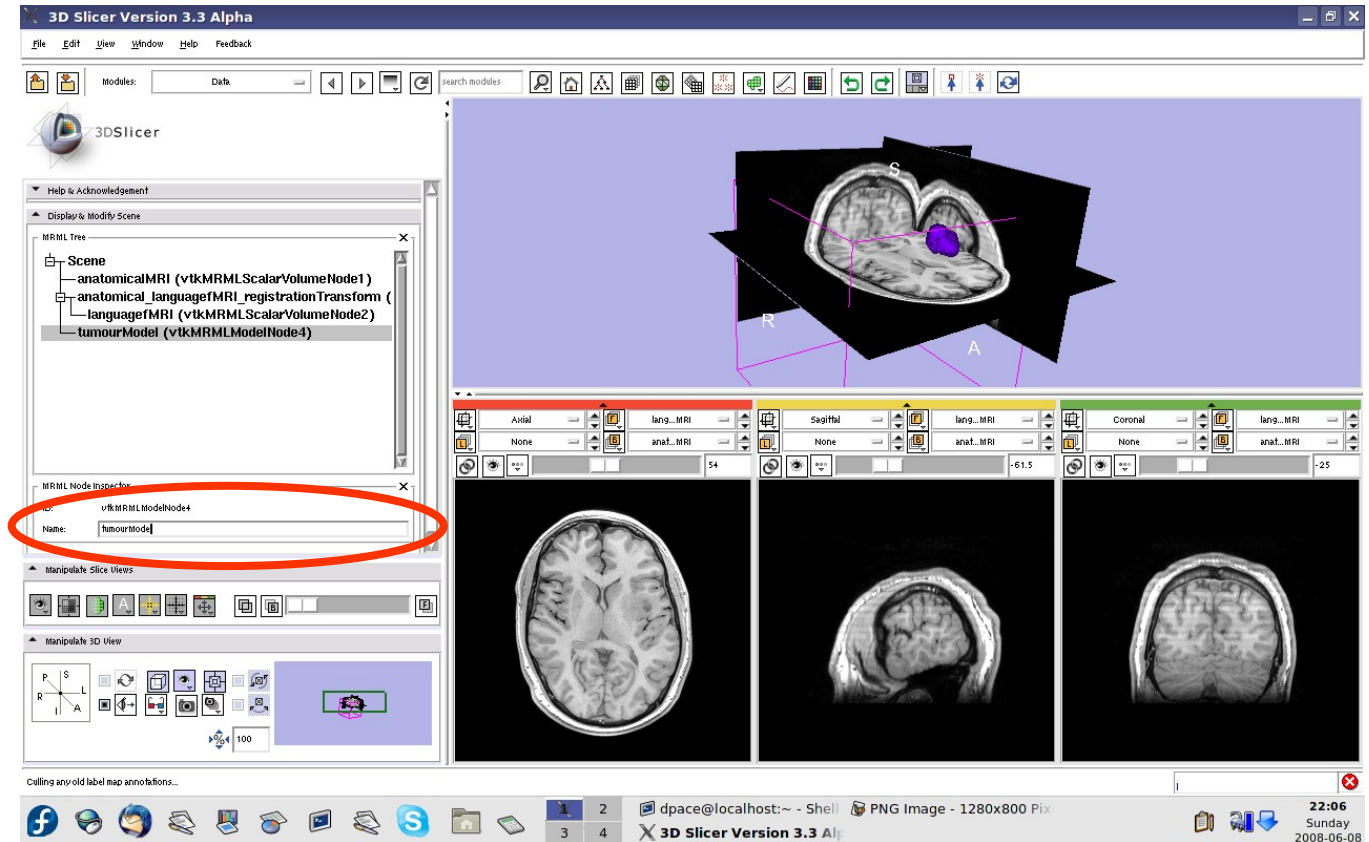 3D Slicer Version 3.3 Alpha
File Edit View Window Help Feedback
Modules: Data search modules
3DSlicer
Help & Acknowledgement
Display & Modify Scene
MRML Tree
Scene
anatomicalMRI (vtkMRMLScalarVolumeNode1)
anatomical_languagefMRI_registrationTransform (
languagefMRI (vtkMRMLScalarVolumeNode2)
tumourModel (vtkMRMLModelNode4)
MRML Node Inspector
ID: vtkMRMLModelNode4
Name: tumourModel
Manipulate Slice Views
A
B
F
Manipulate 3D View
P S
R L
I A
% 100
S
R
A
Axial F lang...MRI
L None B anat...MRI
54
Sagittal F lang...MRI
L None B anat...MRI
-61.5
Coronal F lang...MRI
L None B anat...MRI
-25
Culling any old label map annotations...
1 2
3 4
dpace@localhost:~ - Shell
PNG Image - 1280x800 Pix
3D Slicer Version 3.3 Alp
22:06
Sunday
2008-06-08